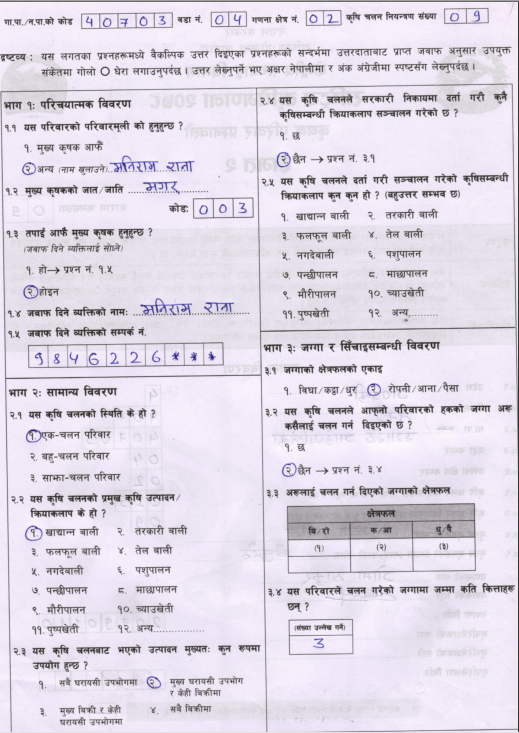 गा.पा./न.पा.को कोड 4 0 7 0 3 वडा नं. 0 4 गणना क्षेत्र नं. 0 2 कृषि चलन नियन्त्रण संख्या 0 9
द्रष्टव्य : यस लगतका प्रश्नहरूमध्ये वैकल्पिक उत्तर दिइएका प्रश्नहरूको सन्दर्भमा उत्तरदाताबाट प्राप्त जवाफ अनुसार उपयुक्त
संकेतमा गोलो O घेरा लगाउनुपर्दछ । उत्तर लेख्नुपर्ने भए अक्षर नेपालीमा र अंक अंग्रेजीमा स्पष्टसँग लेख्नुपर्दछ ।
भाग १: परिचयात्मक विवरण
१.१ यस परिवारको परिवारमूली को हुनुहुन्छ ?
१. मुख्य कृषक आफैं
२. अन्य (नाम खुलाउने) मनिराम राना
१.२ मुख्य कृषकको जात/जाति मगर
कोड: 0 0 3
१.३ तपाई आफै मुख्य कृषक हुनुहुन्छ ?
(जवाफ दिने व्यक्तिलाई सोध्ने)
१. हो→ प्रश्न नं. १.५
२. होइन
१.४ जवाफ दिने व्यक्तिको नाम: मनिराम राना
१.५ जवाफ दिने व्यक्तिको सम्पर्क नं.
9 8 4 6 2 2 6 * * *
भाग २: सामान्य विवरण
२.१ यस कृषि चलनको स्थिति के हो ?
१. एक-चलन परिवार
२. बहु-चलन परिवार
३. साझा-चलन परिवार
२.२ यस कृषि चलनको प्रमुख कृषि उत्पादन/
क्रियाकलाप के हो ?
१. खाद्यान्न बाली २. तरकारी बाली
३. फलफूल बाली ४. तेल बाली
५. नगदेबाली ६. पशुपालन
७. पन्छीपालन ८. माछापालन
९. मौरीपालन १०. च्याउखेती
११. पुष्पखेती १२. अन्य
२.३ यस कृषि चलनबाट भएको उत्पादन मुख्यतः कुन रूपमा
उपयोग हुन्छ ?
१. सबै घरायसी उपभोगमा २. मुख्य घरायसी उपभोग
र केही बिक्रीमा
३. मुख्य बिक्री र केही ४. सबै बिक्रीमा
घरायसी उपभोगमा
२.४ यस कृषि चलनले सरकारी निकायमा दर्ता गरी कुनै
कृषिसम्बन्धी क्रियाकलाप सञ्चालन गरेको छ ?
१. छ
२. छैन → प्रश्न नं. ३.१
२.५ यस कृषि चलनले दर्ता गरी सञ्चालन गरेको कृषिसम्बन्धी
क्रियाकलाप कुन कुन हो ? (बहुउत्तर सम्भव छ)
१. खाद्यान्न बाली २. तरकारी बाली
३. फलफूल बाली ४. तेल बाली
५. नगदेबाली ६. पशुपालन
७. पन्छीपालन ८. माछापालन
९. मौरीपालन १०. च्याउखेती
११. पुष्पखेती १२. अन्य
भाग ३: जग्गा र सिँचाइसम्बन्धी विवरण
३.१ जग्गाको क्षेत्रफलको एकाइ
१. बिघा/कट्ठा/धुर २. रोपनी/आना/पैसा
३.२ यस कृषि चलनले आफ्नो परिवारको हकको जग्गा अरू
कसैलाई चलन गर्न दिइएको छ ?
१. छ
२. छैन → प्रश्न नं. ३.४
३.३ अरूलाई चलन गर्न दिएको जग्गाको क्षेत्रफल
क्षेत्रफल
बि/रो क/आ धु/पै
(१) (२) (३)
३.४ यस परिवारले चलन गरेको जग्गामा जम्मा कति कित्ताहरू
छन् ?
(संख्या उल्लेख गर्ने)
3